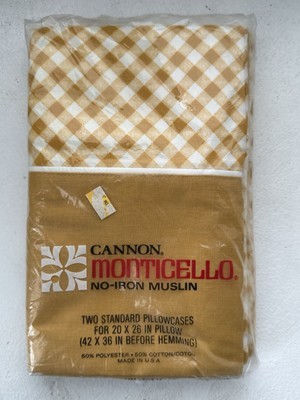 CANNON®
MONTICELLO®
NO-IRON MUSLIN
TWO STANDARD PILLOWCASES
FOR 20 X 26 IN PILLOW
(42 X 36 IN BEFORE HEMMING)
50% POLYESTER • 50% COTTON/COTO-
MADE IN U.S.A.